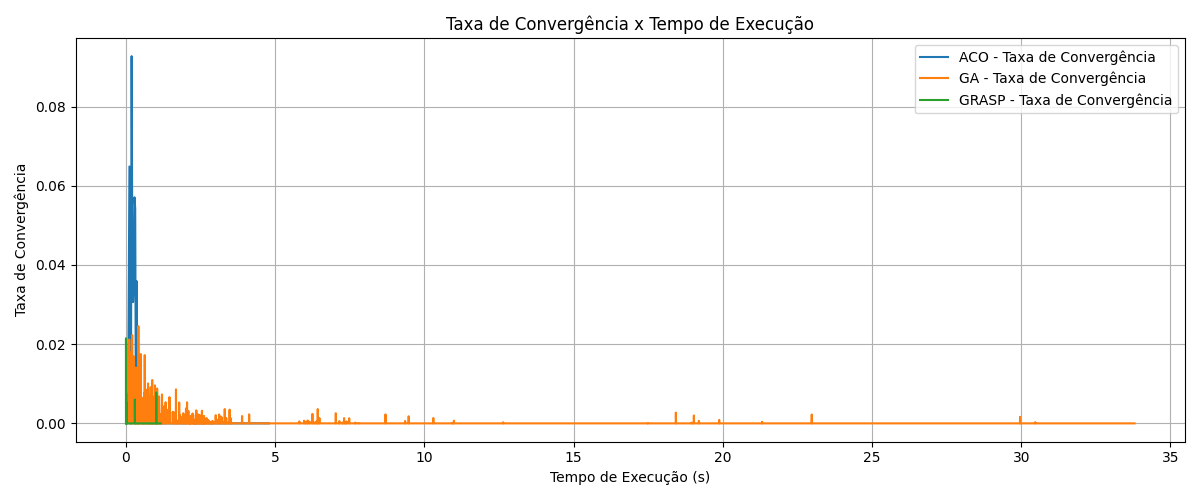 Taxa de Convergência x Tempo de Execução
Taxa de Convergência
0.08
0.06
0.04
0.02
0.00
ACO - Taxa de Convergência
GA - Taxa de Convergência
GRASP - Taxa de Convergência
0 5 10 15 20 25 30 35
Tempo de Execução (s)